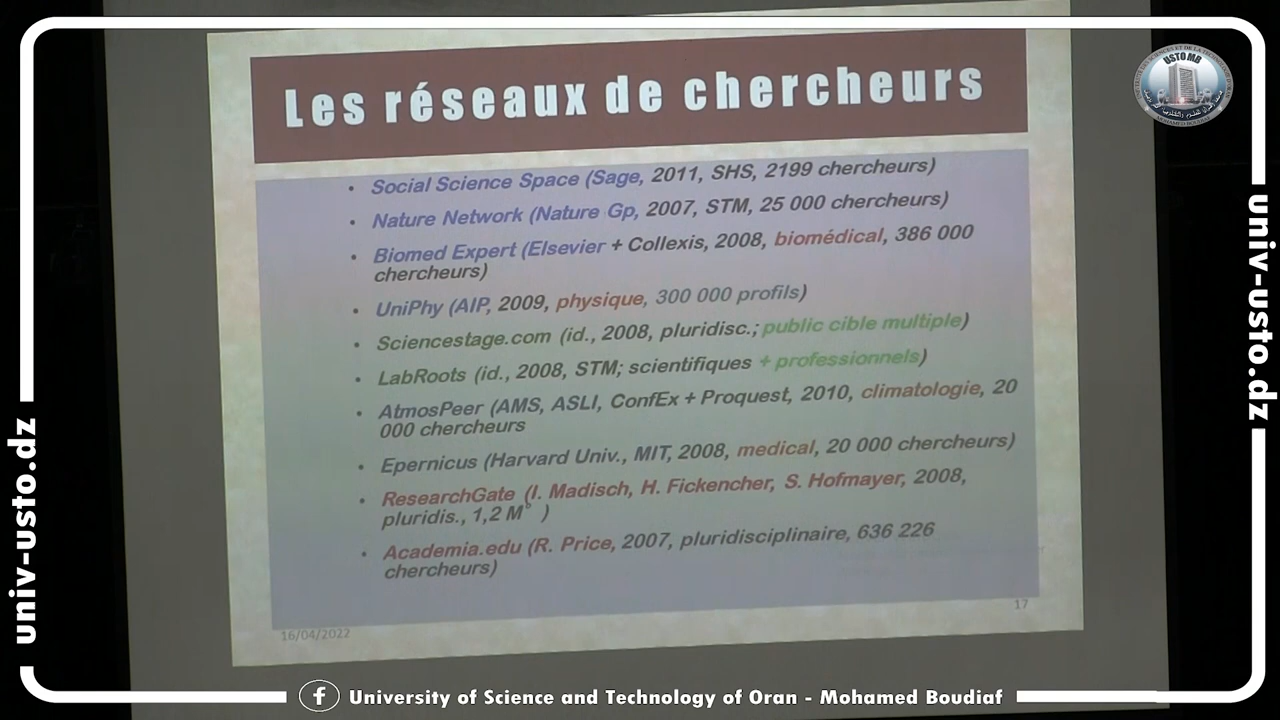 Les réseaux de chercheurs
USTO MB
• Social Science Space (Sage, 2011, SHS, 2199 chercheurs)
• Nature Network (Nature Gp, 2007, STM, 25 000 chercheurs)
• Biomed Expert (Elsevier + Collexis, 2008, biomédical, 386 000
chercheurs)
• UniPhy (AIP, 2009, physique, 300 000 profils)
• Sciencestage.com (id., 2008, pluridisc.; public cible multiple)
• LabRoots (id., 2008, STM; scientifiques + professionnels)
• AtmosPeer (AMS, ASLI, ConfEx + Proquest, 2010, climatologie, 20
000 chercheurs
• Epernicus (Harvard Univ., MIT, 2008, medical, 20 000 chercheurs)
• ResearchGate (I. Madisch, H. Fickencher, S. Hofmayer, 2008,
pluridis., 1,2 M° )
• Academia.edu (R. Price, 2007, pluridisciplinaire, 636 226
chercheurs)
16/04/2022
17
univ-usto.dz
univ-usto.dz
f University of Science and Technology of Oran - Mohamed Boudiaf